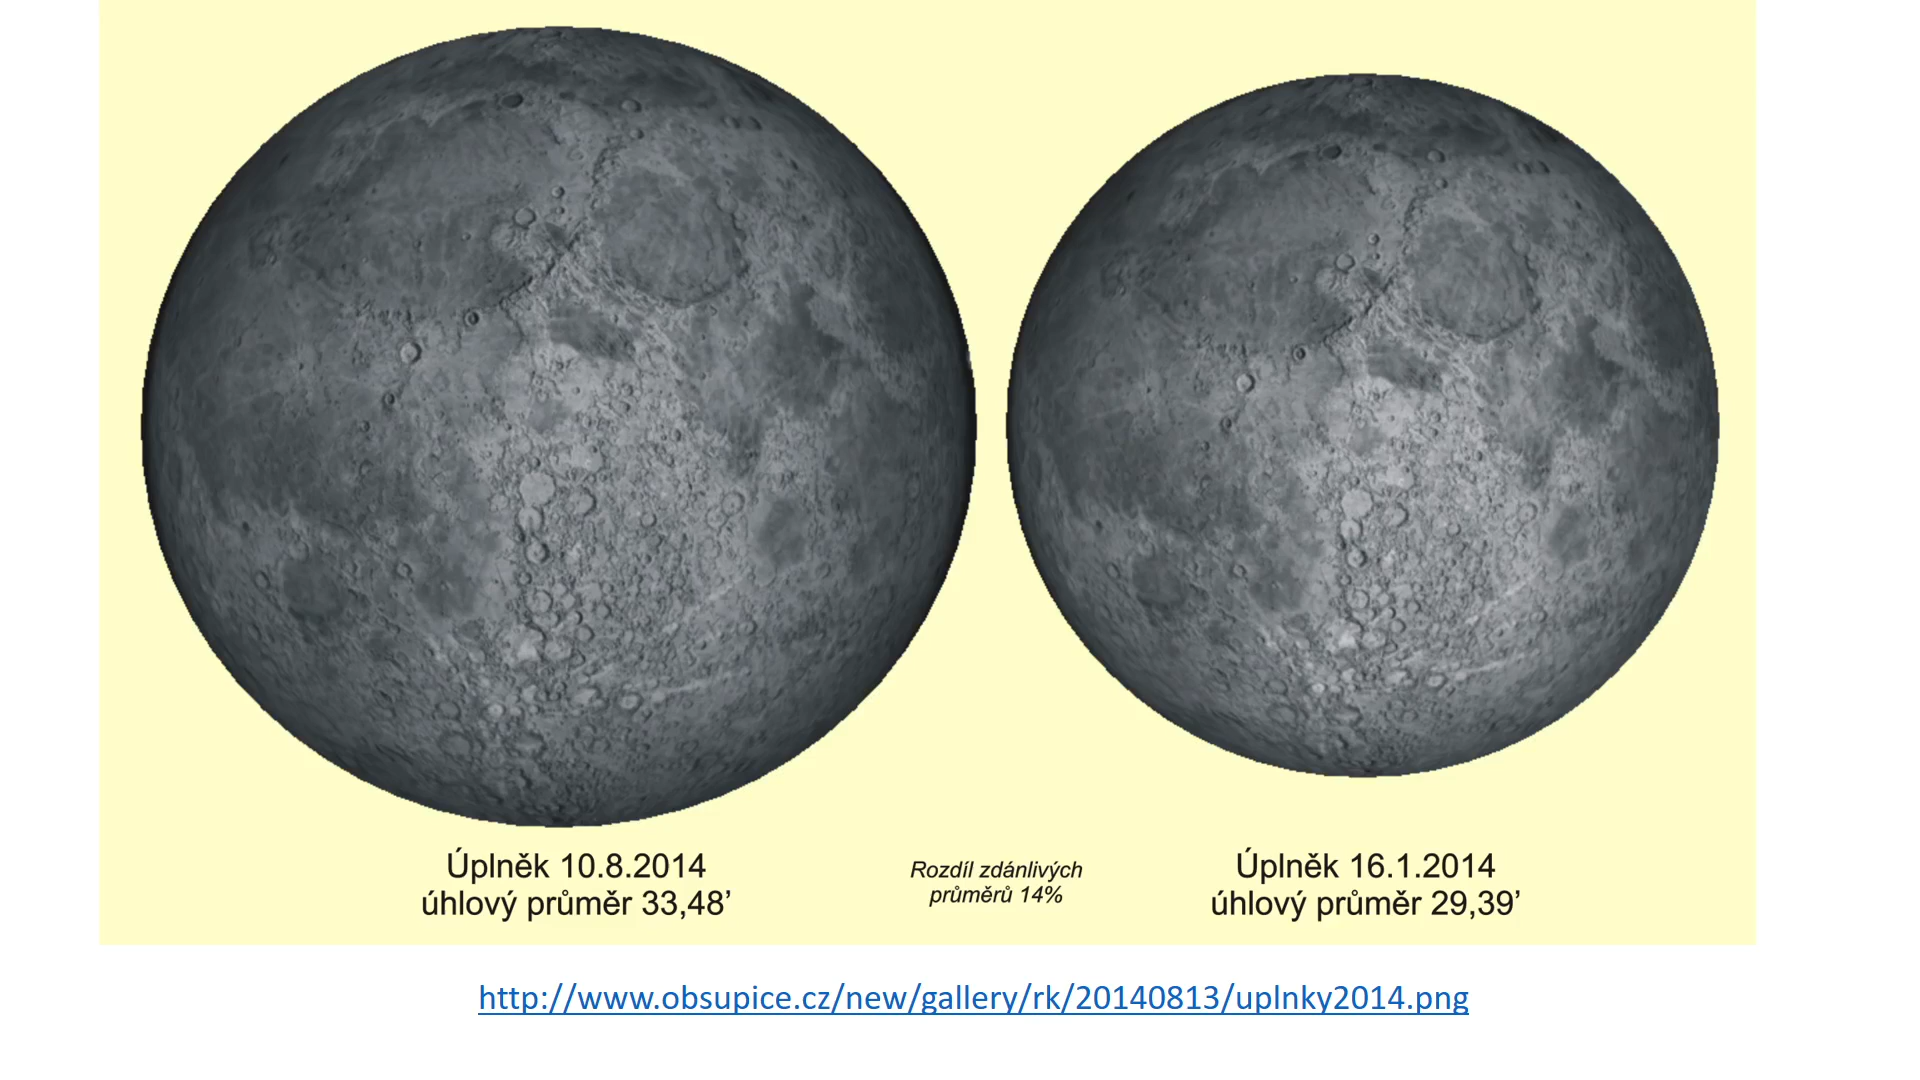 Úplněk 10.8.2014
úhlový průměr 33,48’
Rozdíl zdánlivých
průměrů 14%
Úplněk 16.1.2014
úhlový průměr 29,39’
http://www.obsupice.cz/new/gallery/rk/20140813/uplnky2014.png